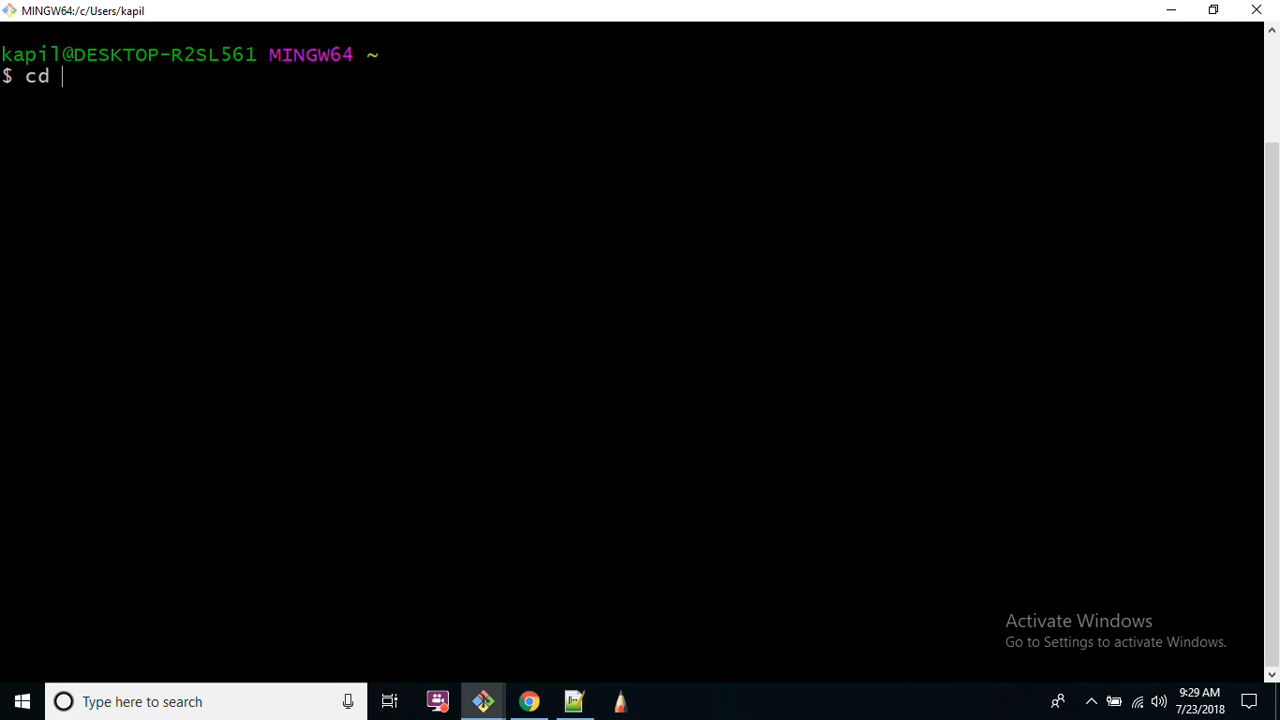 MINGW64:/c/Users/kapil
kapil@DESKTOP-R2SL561 MINGW64 ~
$ cd
Activate Windows
Go to Settings to activate Windows.
Type here to search
9:29 AM
7/23/2018